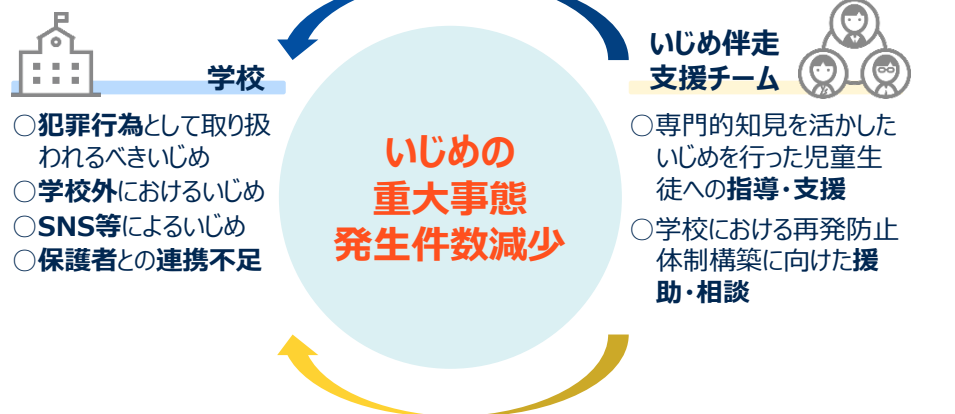 学校
○犯罪行為として取り扱
われるべきいじめ
○学校外におけるいじめ
○SNS等によるいじめ
○保護者との連携不足
いじめの
重大事態
発生件数減少
いじめ伴走
支援チーム
○専門的知見を活かした
いじめを行った児童生
徒への指導・支援
○学校における再発防止
体制構築に向けた援
助・相談